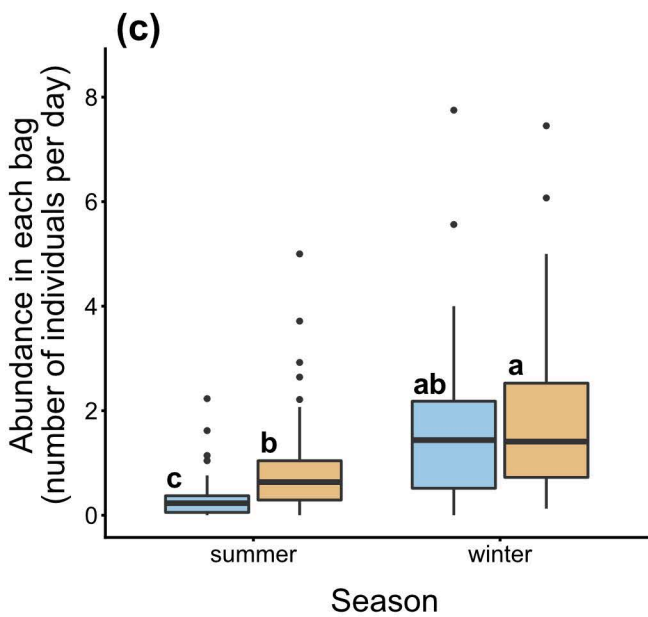 (c)
Abundance in each bag
(number of individuals per day)
8
6
4
2
0
c
b
ab
a
summer
winter
Season